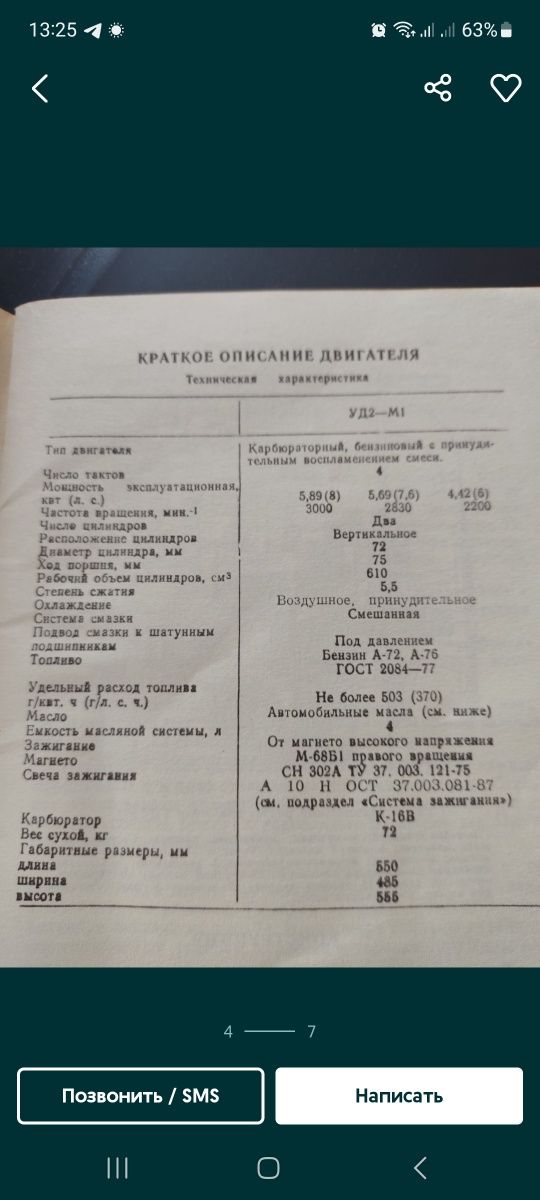 13:25
63%
КРАТКОЕ ОПИСАНИЕ ДВИГАТЕЛЯ
Техническая характеристика
УД2—М1
Тип двигателя Карбюраторный, бензиновый с принуди-
тельным воспламенением смеси.
Число тактов 4
Мощность эксплуатационная,
квт (л. с.) 5,89(8) 5,69(7,6) 4,42(6)
Частота вращения, мин.-1 3000 2830 2200
Число цилиндров Два
Расположение цилиндров Вертикальное
Диаметр цилиндра, мм 72
Ход поршня, мм 75
Рабочий объем цилиндров, см3 610
Степень сжатия 5,5
Охлаждение Воздушное, принудительное
Система смазки Смешанная
Подвод смазки к шатунным
подшипникам Под давлением
Топливо Бензин А-72, А-76
ГОСТ 2084—77
Удельный расход топлива
г/квт. ч (г/л. с. ч.) Не более 503 (370)
Масло Автомобильные масла (см. ниже)
Емкость масляной системы, л 4
Зажигание От магнето высокого напряжения
Магнето М-68Б1 правого вращения
Свеча зажигания СН 302А ТУ 37. 003. 121-75
А 10 Н ОСТ 37.003.081-87
(см. подраздел «Система зажигания»)
Карбюратор К-16В
Вес сухой, кг 72
Габаритные размеры, мм
длина 550
ширина 485
высота 555
4 7
Позвонить / SMS
Написать